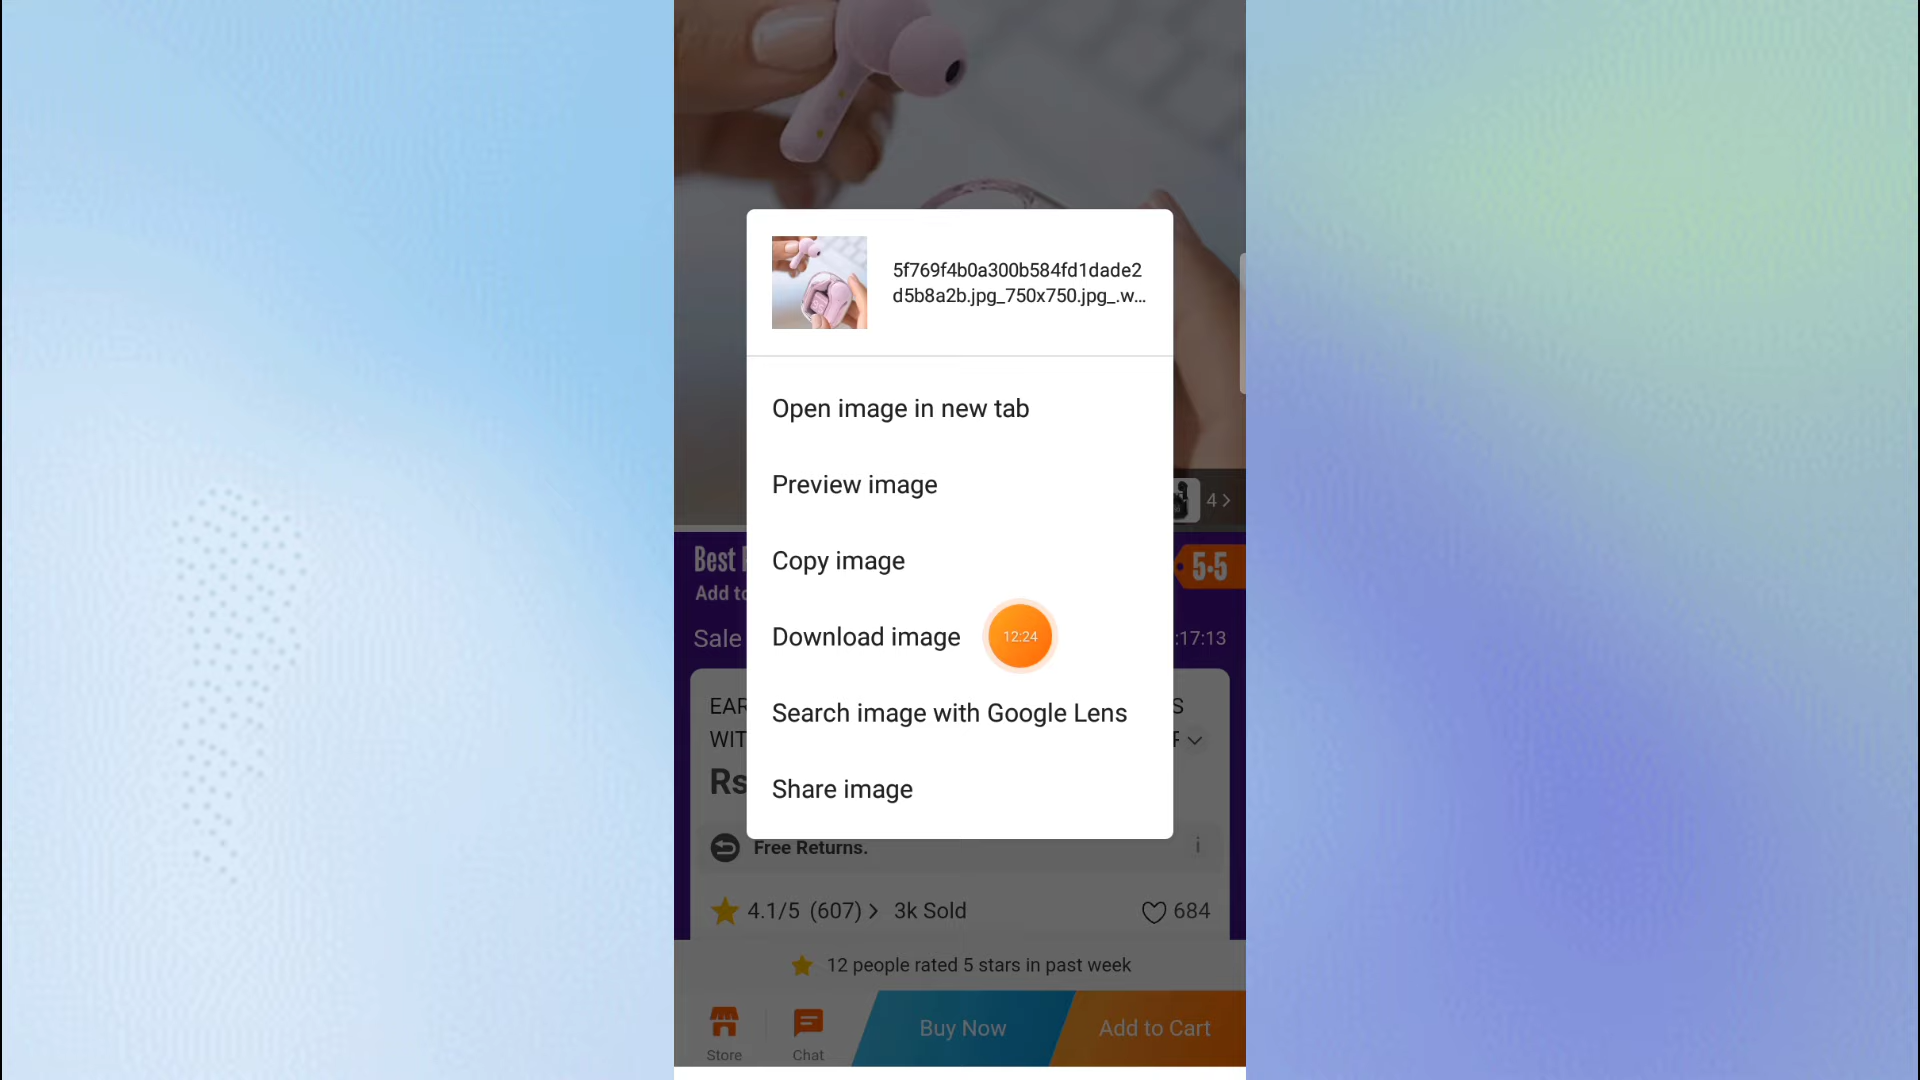 5f769f4b0a300b584fd1dade2
d5b8a2b.jpg_750x750.jpg_.w...
Open image in new tab
Preview image
4
Copy image
Best
5.5
Add to
Download image
12:24
Sale
:17:13
Search image with Google Lens
EAR
S
WIT
Share image
Rs
Free Returns.
i
4.1/5 (607) 3k Sold
684
12 people rated 5 stars in past week
Store
Chat
Buy Now
Add to Cart